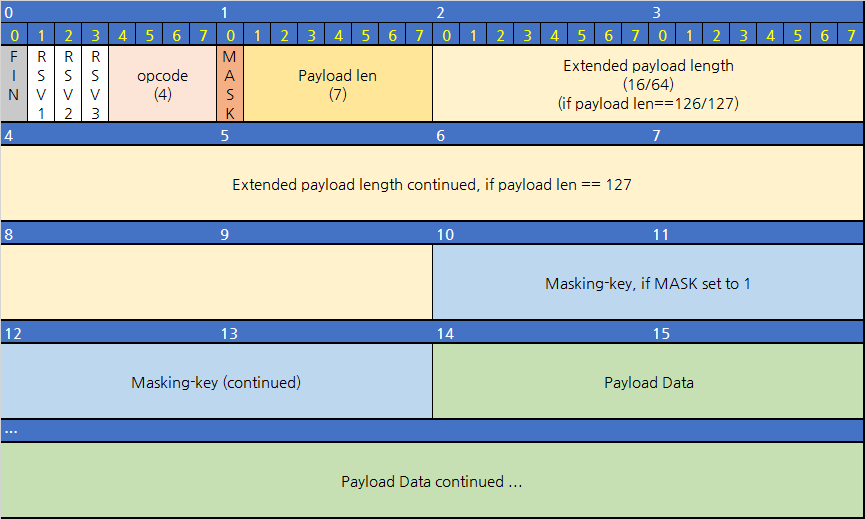 0 1 2 3
0 1 2 3 4 5 6 7 0 1 2 3 4 5 6 7 0 1 2 3 4 5 6 7 0 1 2 3 4 5 6 7
FIN RSV1 RSV2 RSV3 opcode (4) MASK Payload len (7) Extended payload length
(16/64)
(if payload len==126/127)
4 5 6 7
Extended payload length continued, if payload len == 127
8 9 10 11
Masking-key, if MASK set to 1
12 13 14 15
Masking-key (continued) Payload Data
...
Payload Data continued ...